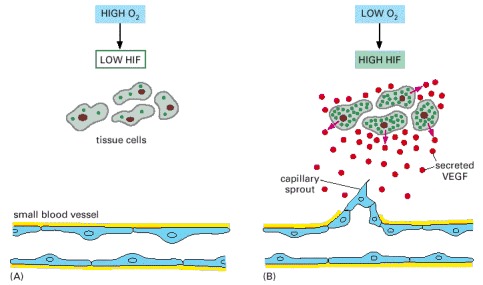 HIGH O₂
LOW HIF
tissue cells
small blood vessel
(A)
LOW O₂
HIGH HIF
secreted
VEGF
capillary
sprout
(B)